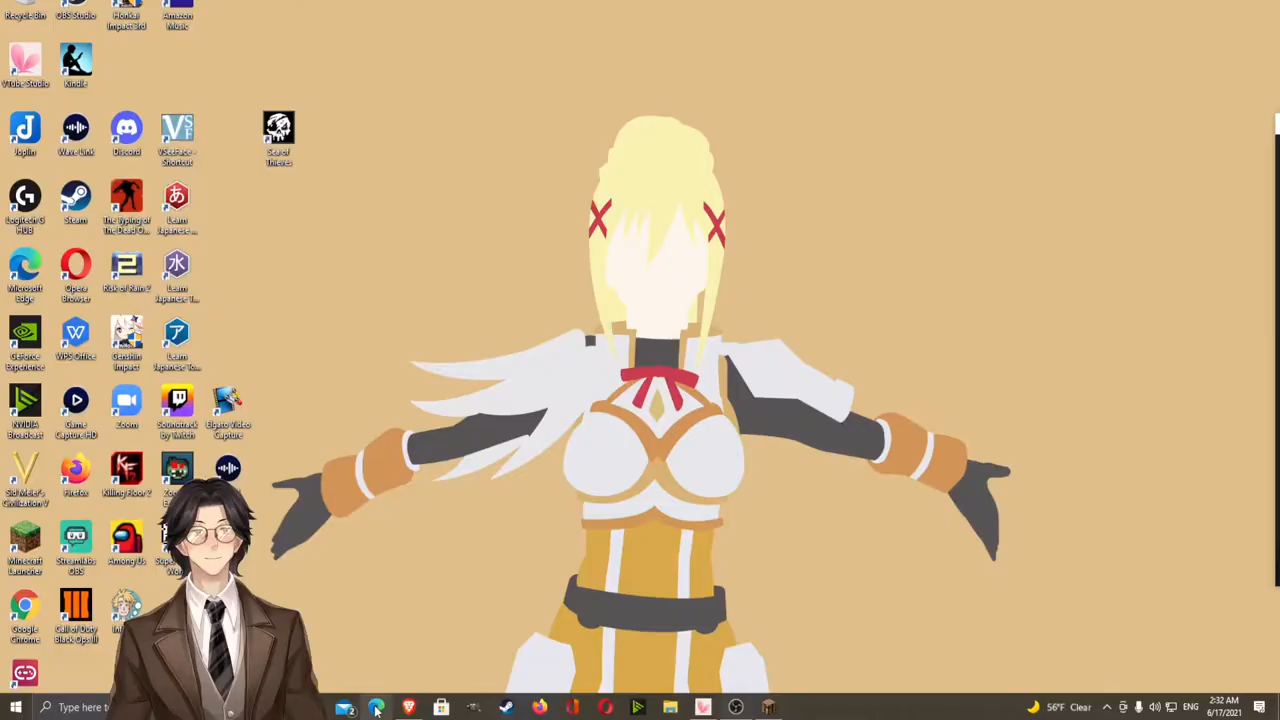 Recycle Bin
OBS Studio
Honkai
Impact 3rd
Amazon
Music
VTube Studio
Kindle
Joplin
Wave Link
Discord
VSeeFace -
Shortcut
Sea of
Thieves
Logitech G
HUB
Steam
The Typing of
The Dead O...
Learn
Japanese ...
Microsoft
Edge
Opera
Browser
Risk of Rain 2
Learn
Japanese T...
GeForce
Experience
WPS Office
Genshin
Impact
Learn
Japanese To...
NVIDIA
Broadcast
Game
Capture HD
Zoom
Soundtrack
by Twitch
Elgato Video
Capture
Sid Meier's
Civilization V
Firefox
Killing Floor 2
Minecraft
Launcher
Streamlabs
OBS
Among Us
Google
Chrome
Call of Duty
Black Ops III
Type here to
56°F Clear
ENG
2:32 AM
6/17/2021